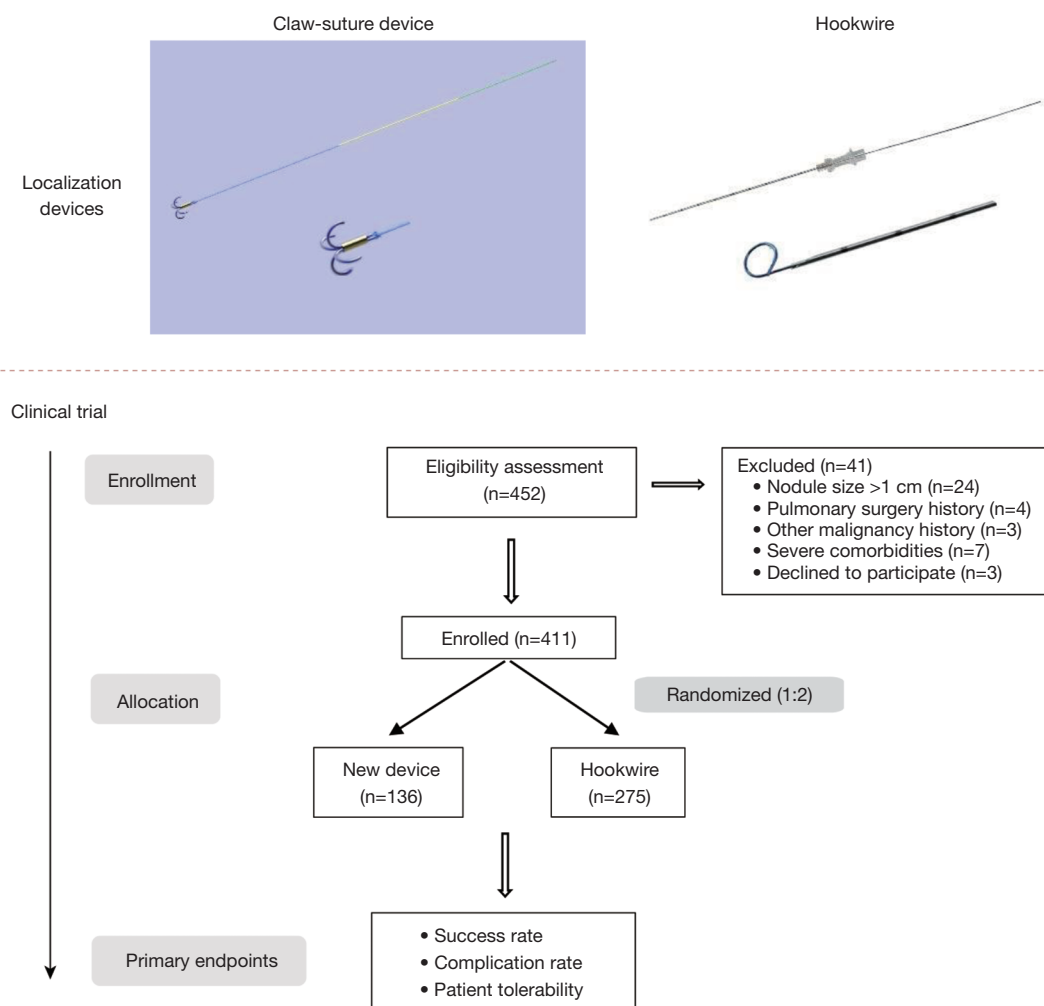 Claw-suture device
Hookwire
Localization
devices
Clinical trial
Enrollment
Eligibility assessment
(n=452)
Excluded (n=41)
• Nodule size >1 cm (n=24)
• Pulmonary surgery history (n=4)
• Other malignancy history (n=3)
• Severe comorbidities (n=7)
• Declined to participate (n=3)
Enrolled (n=411)
Allocation
Randomized (1:2)
New device
(n=136)
Hookwire
(n=275)
Primary endpoints
• Success rate
• Complication rate
• Patient tolerability